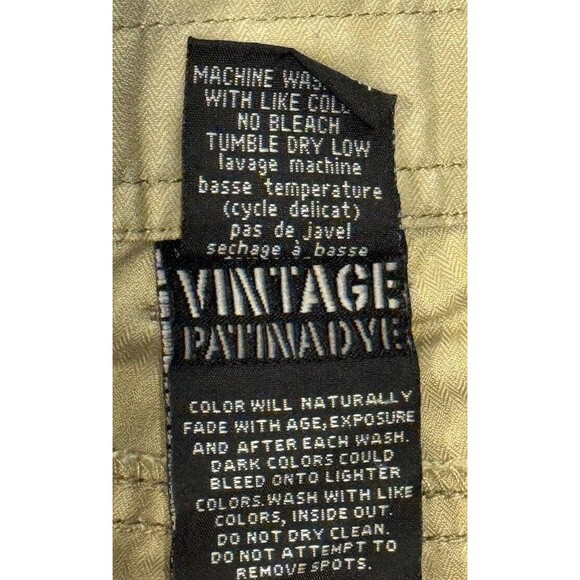 MACHINE WAS
WITH LIKE COLO
NO BLEACH
TUMBLE DRY LOW
lavage machine
basse temperature
(cycle delicat)
pas de javel
sechage à basse
VINTAGE
PATINADYE
COLOR WILL NATURALLY
FADE WITH AGE, EXPOSURE
AND AFTER EACH WASH.
DARK COLORS COULD
BLEED ONTO LIGHTER
COLORS. WASH WITH LIKE
COLORS, INSIDE OUT.
DO NOT DRY CLEAN.
DO NOT ATTEMPT TO
REMOVE SPOTS.